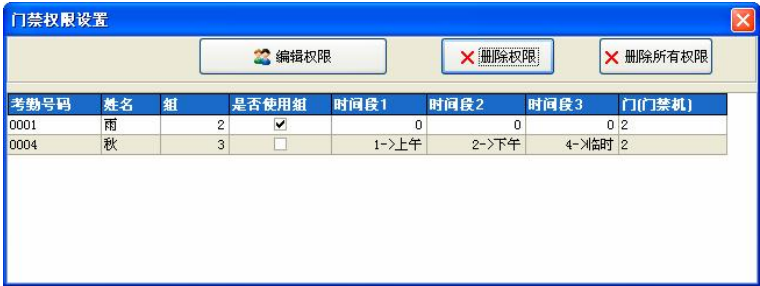 门禁权限设置
编辑权限 删除权限 删除所有权限
考勤号码 姓名 组 是否使用组 时间段1 时间段2 时间段3 门(门禁机)
0001 雨 2 0 0 0 2
0004 秋 3 1->上午 2->下午 4->临时 2